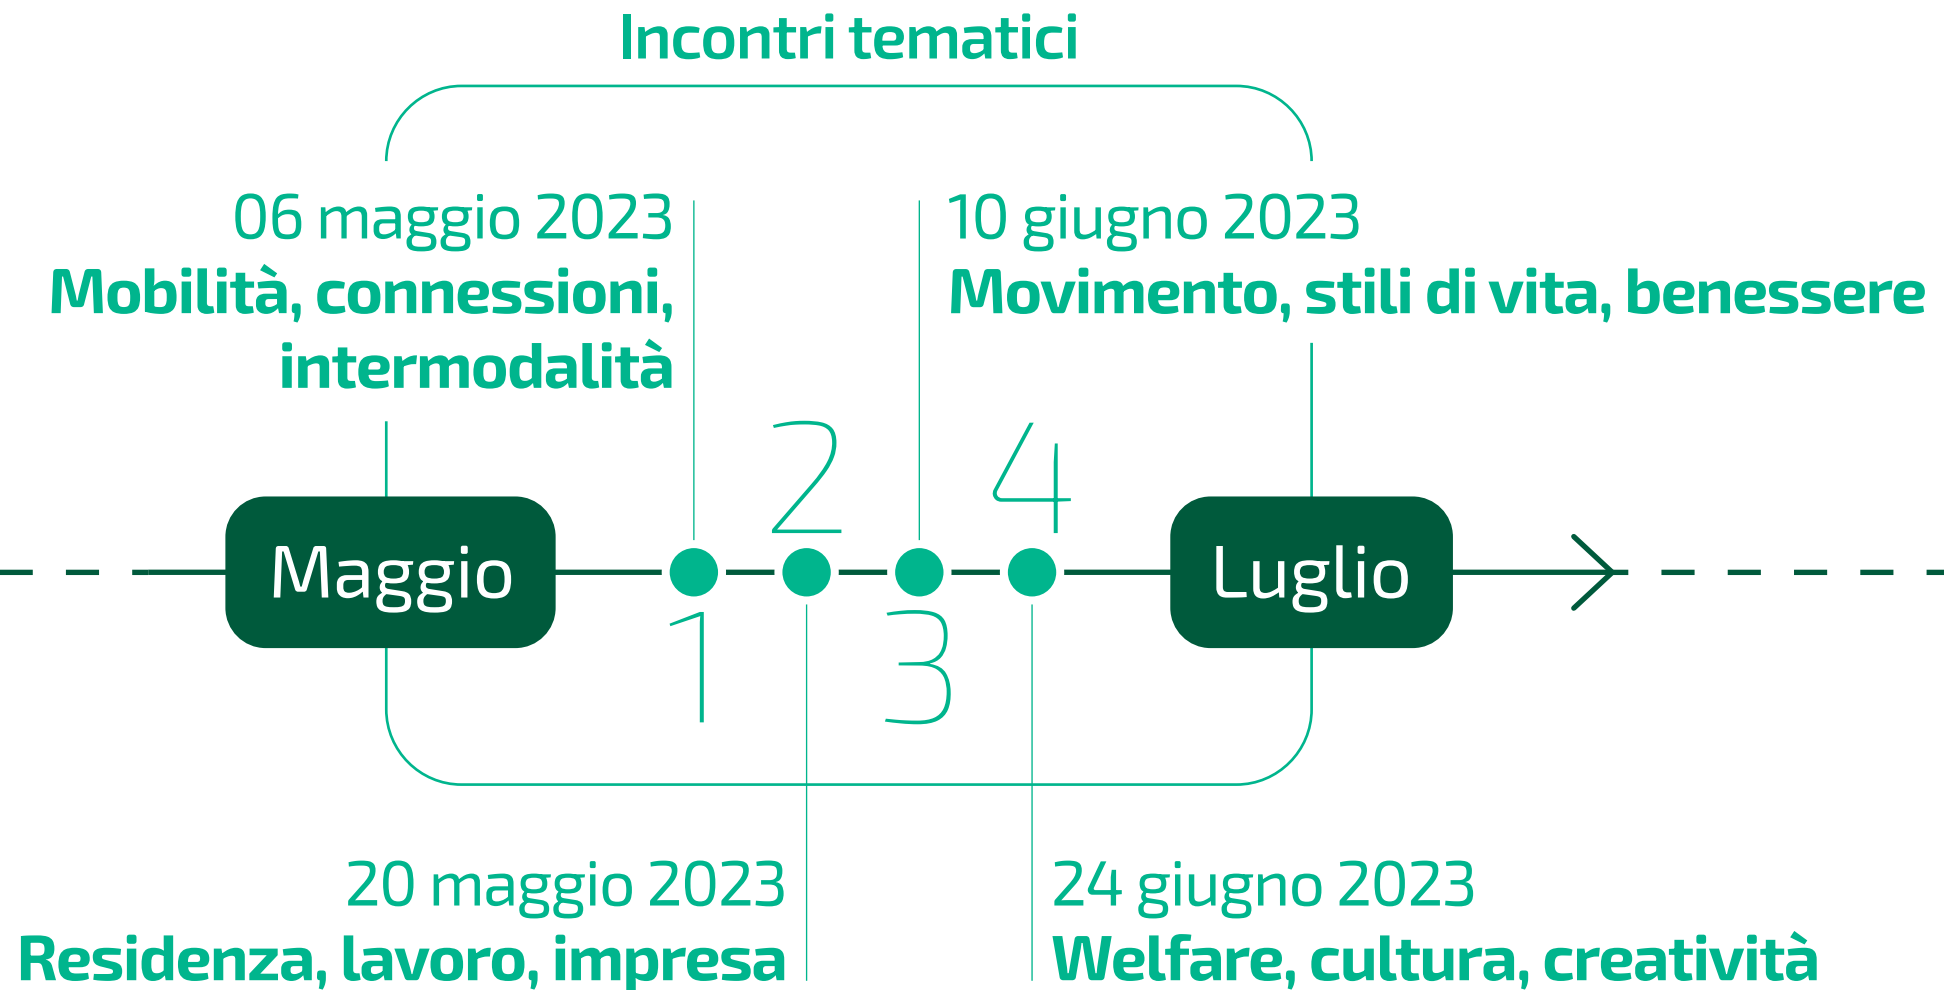 Incontri tematici
06 maggio 2023
Mobilità, connessioni,
intermodalità
10 giugno 2023
Movimento, stili di vita, benessere
2
4
Maggio
Luglio
1
3
20 maggio 2023
Residenza, lavoro, impresa
24 giugno 2023
Welfare, cultura, creatività